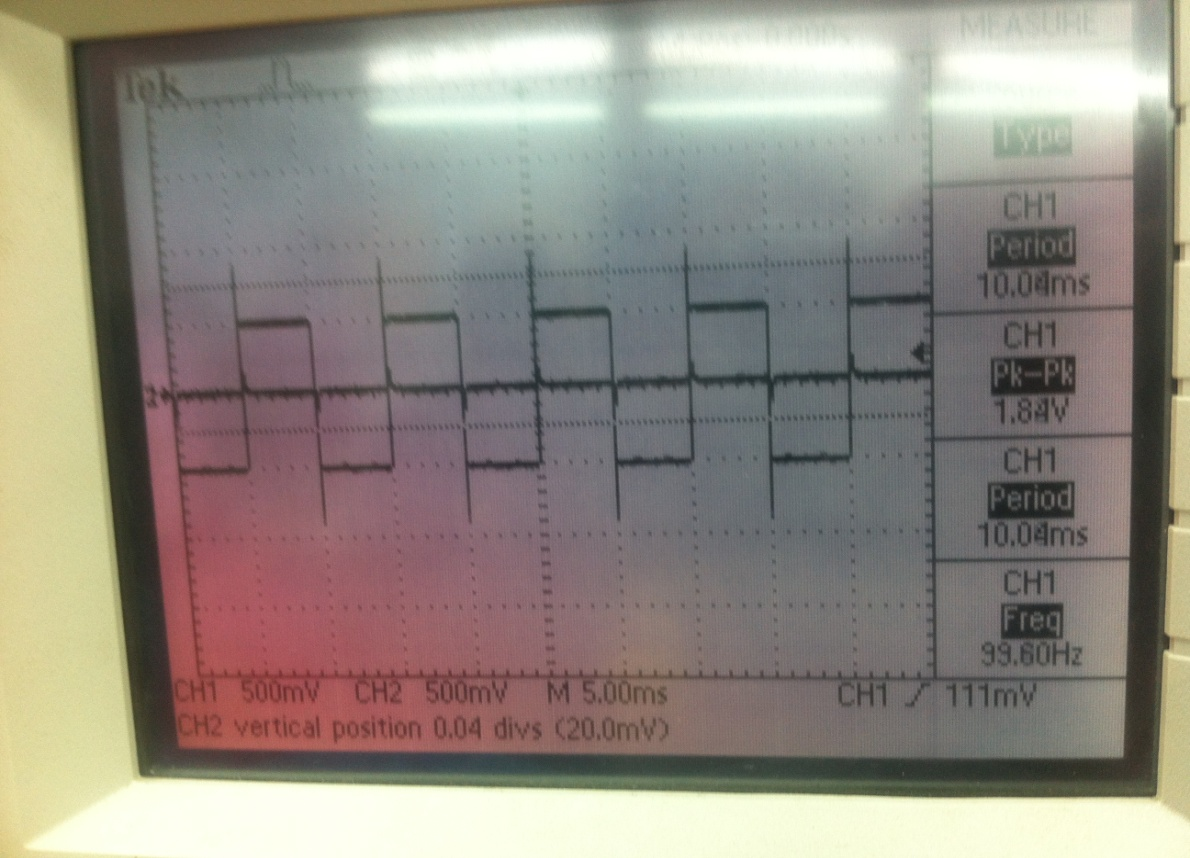 Tek
MEASURE
Type
CH1
Period
10.04ms
CH1
Pk-Pk
1.84V
CH1
Period
10.04ms
CH1
Freq
99.60Hz
2
CH1 500mV CH2 500mV M 5.00ms CH1 111mV
CH2 vertical position 0.04 divs (20.0mV)